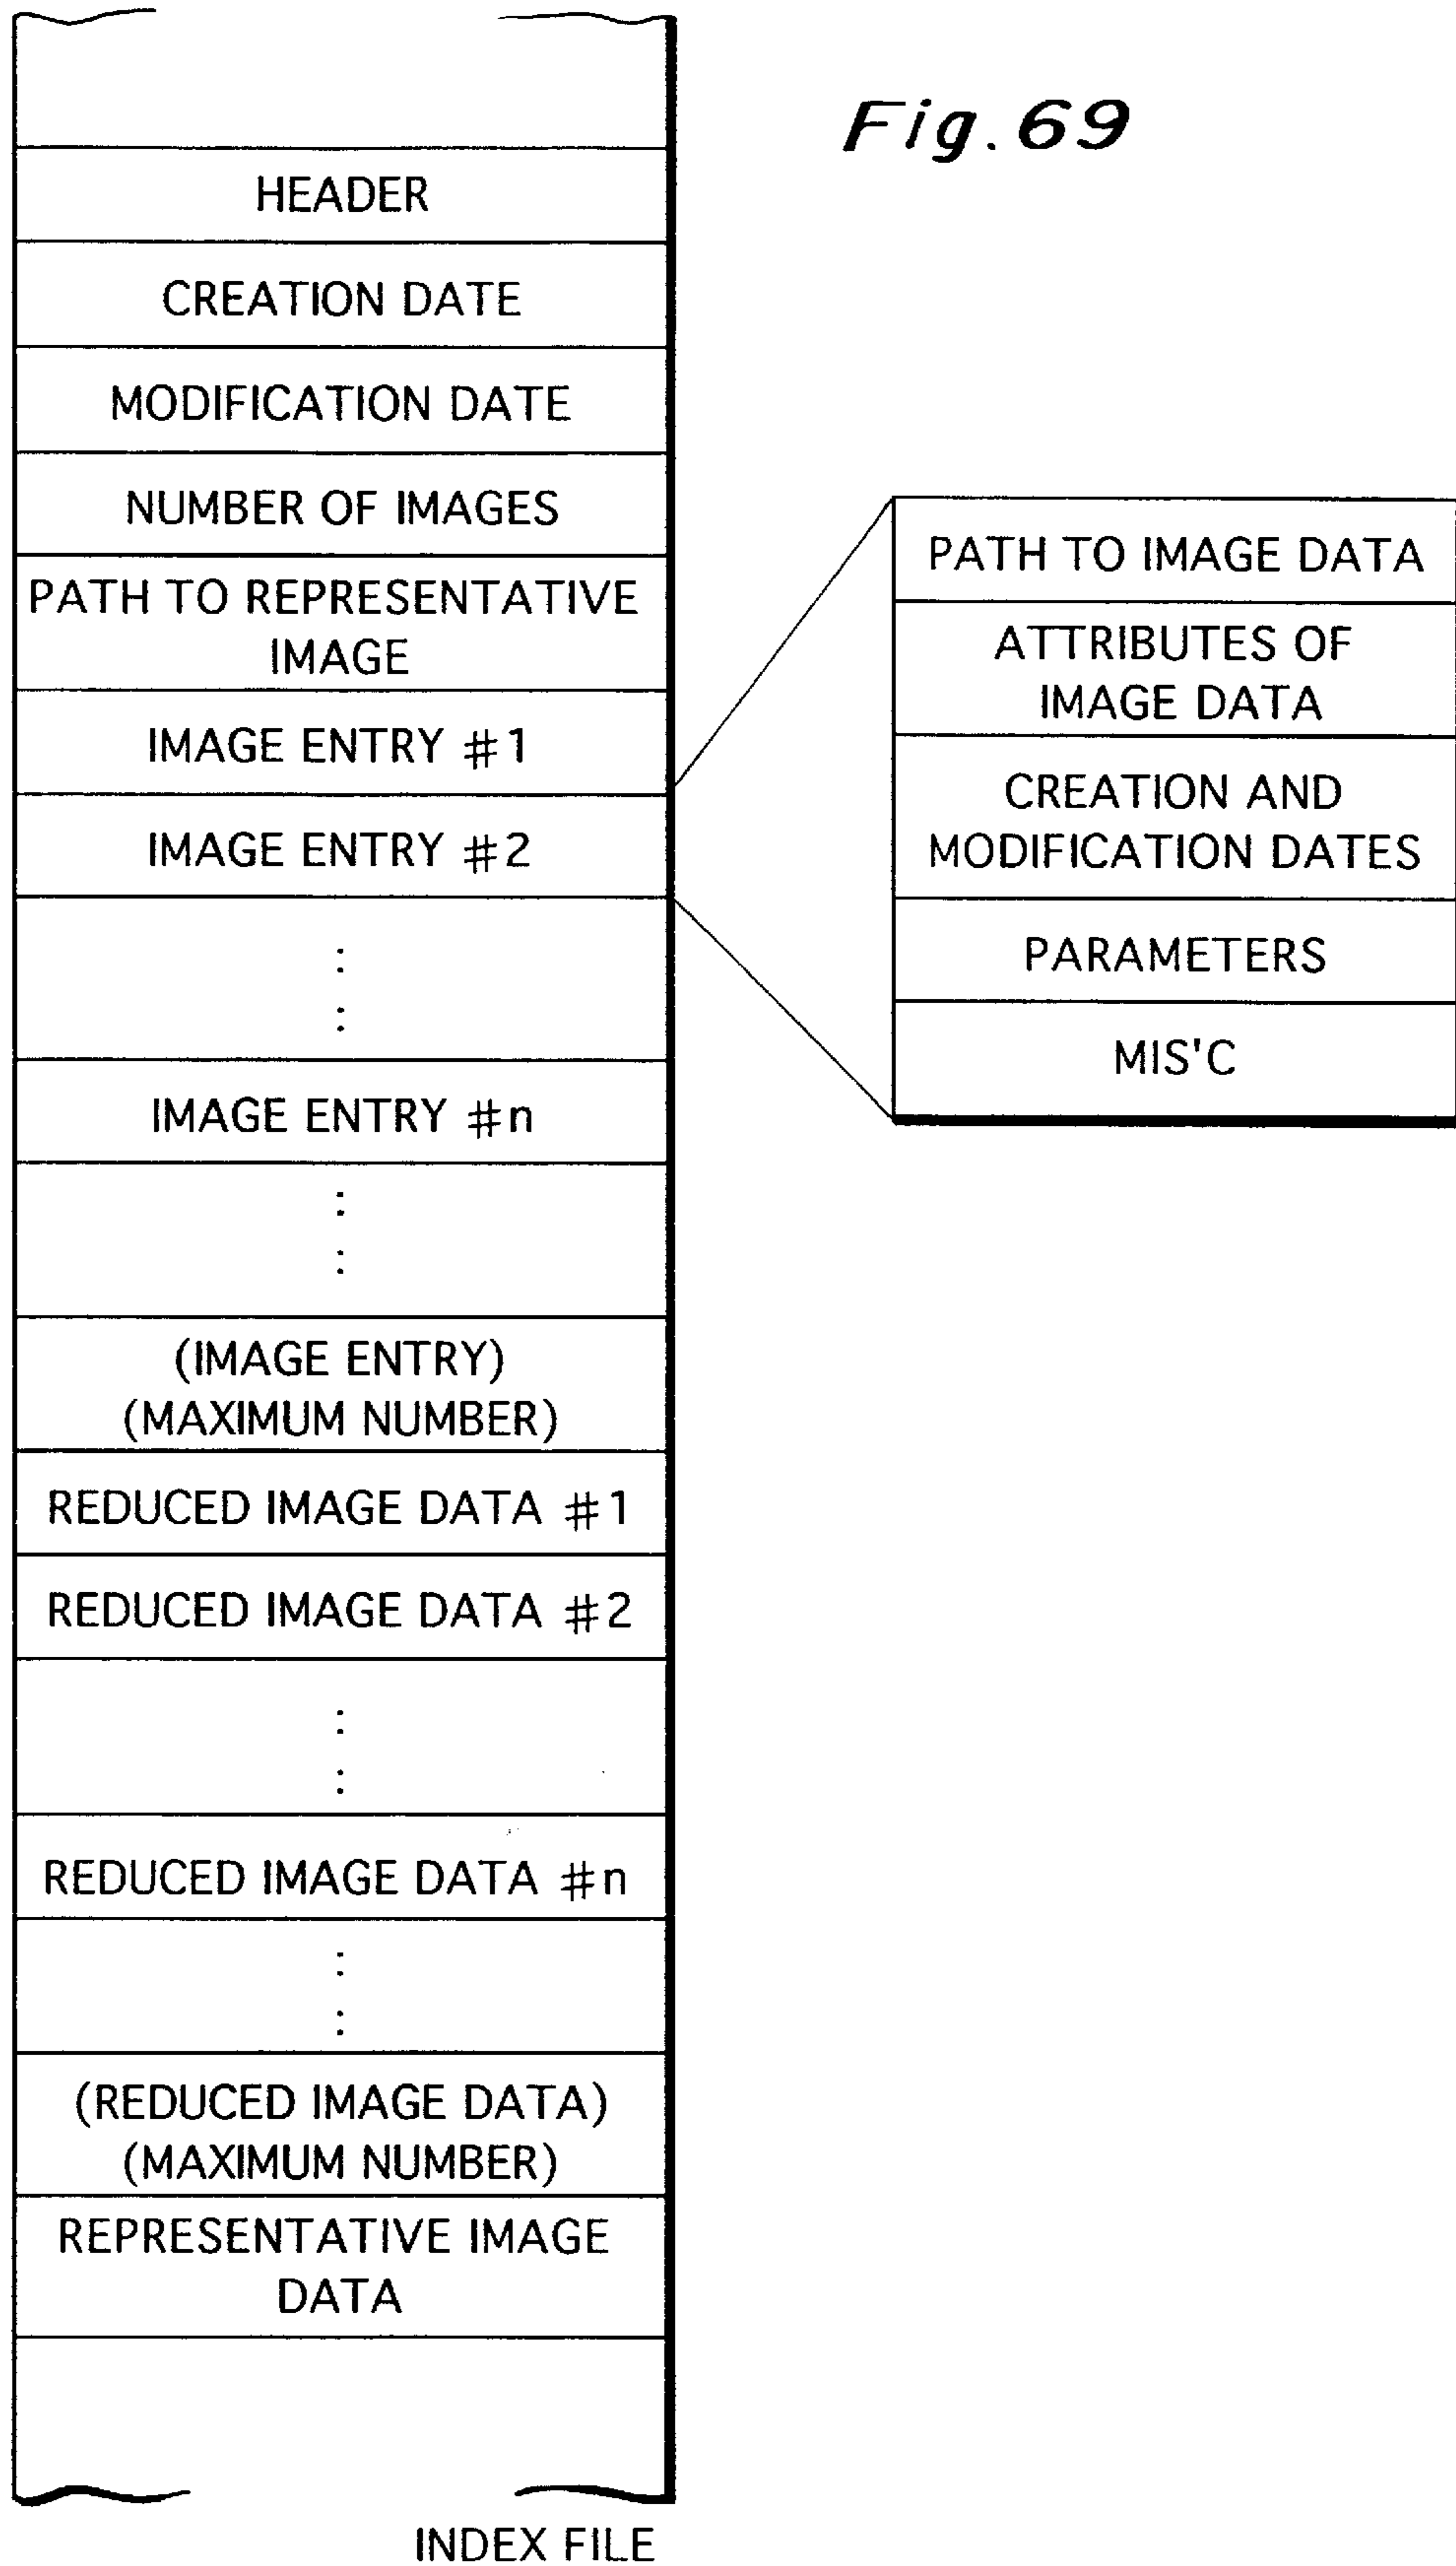 Fig. 69
HEADER
CREATION DATE
MODIFICATION DATE
NUMBER OF IMAGES
PATH TO REPRESENTATIVE
IMAGE
IMAGE ENTRY #1
IMAGE ENTRY #2
:
:
IMAGE ENTRY #n
:
:
(IMAGE ENTRY)
(MAXIMUM NUMBER)
REDUCED IMAGE DATA #1
REDUCED IMAGE DATA #2
:
:
REDUCED IMAGE DATA #n
:
:
(REDUCED IMAGE DATA)
(MAXIMUM NUMBER)
REPRESENTATIVE IMAGE
DATA
INDEX FILE
PATH TO IMAGE DATA
ATTRIBUTES OF
IMAGE DATA
CREATION AND
MODIFICATION DATES
PARAMETERS
MIS'C